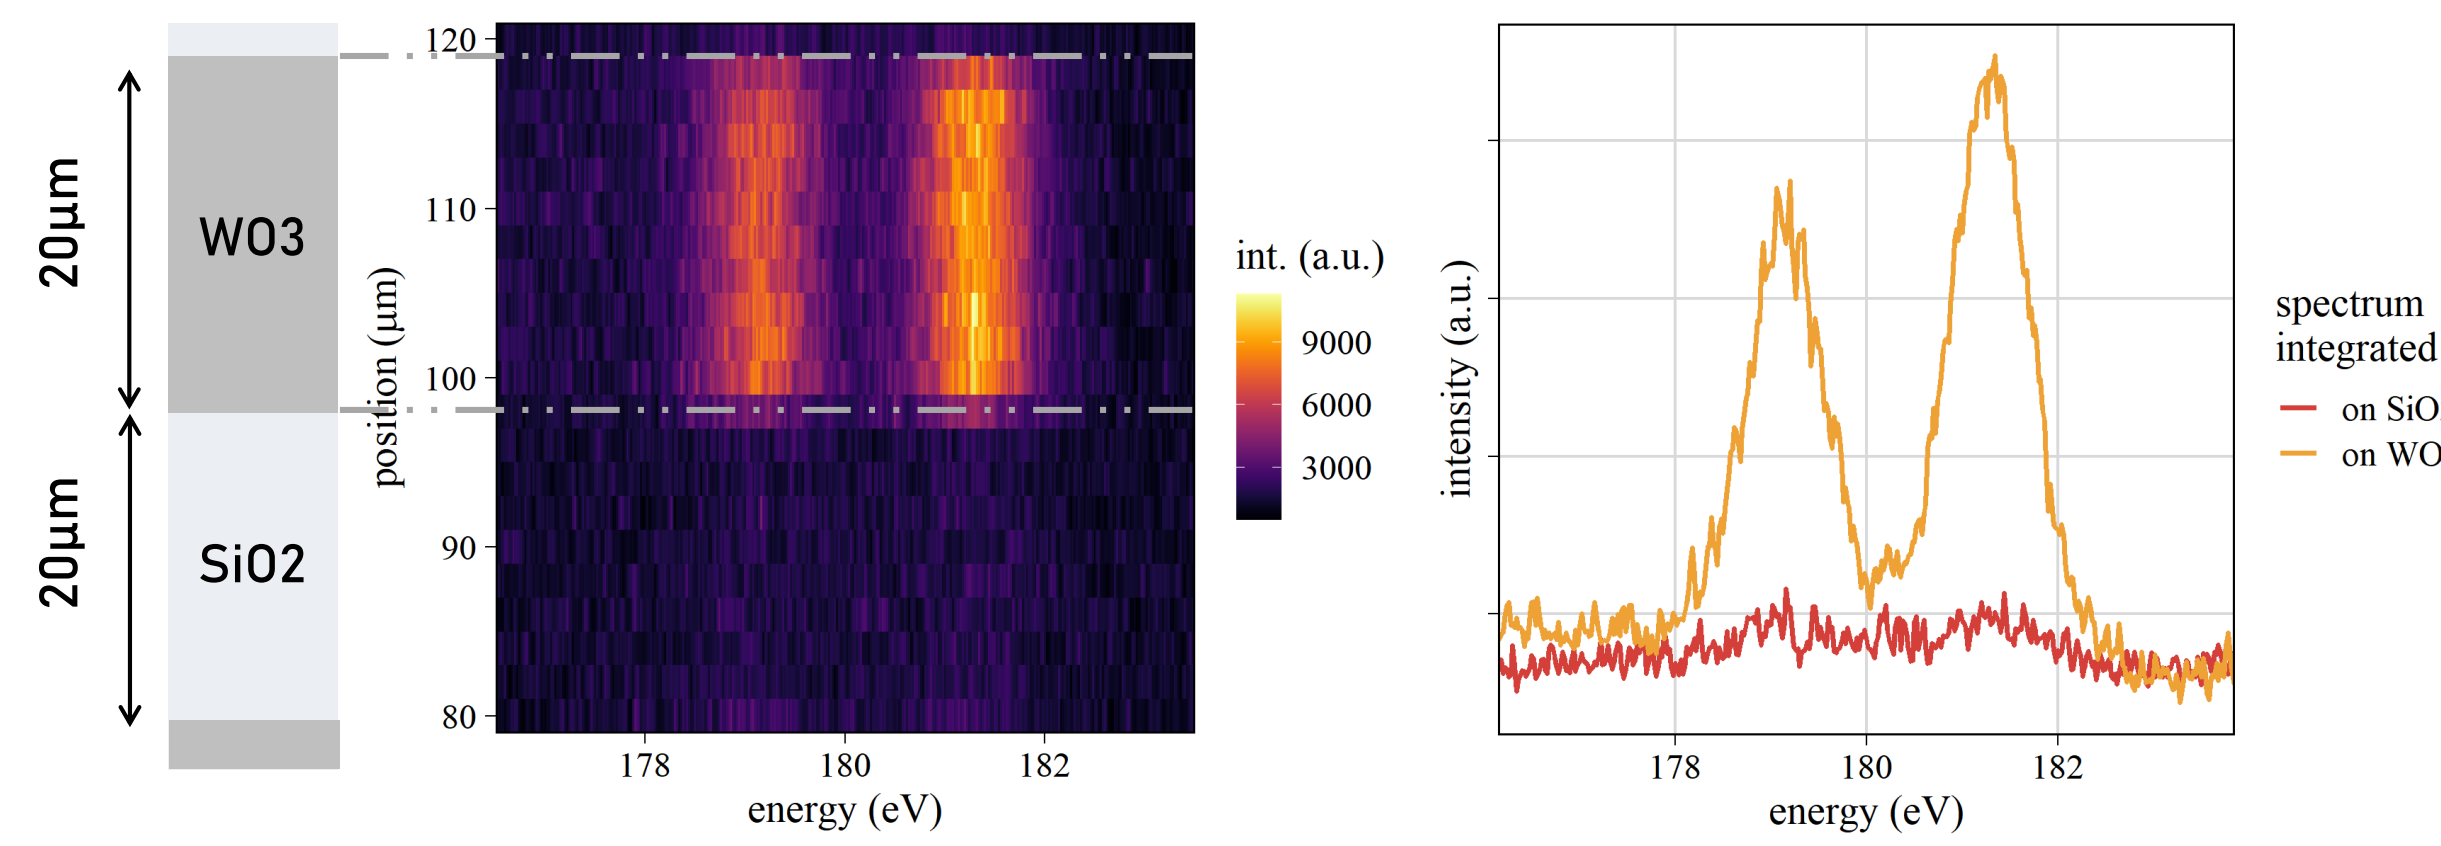 20µm
WO3
20µm
SiO2
position (µm)
120
110
100
90
80
178
180
182
energy (eV)
int. (a.u.)
9000
6000
3000
intensity (a.u.)
178
180
182
energy (eV)
spectrum
integrated
on SiO
on WO